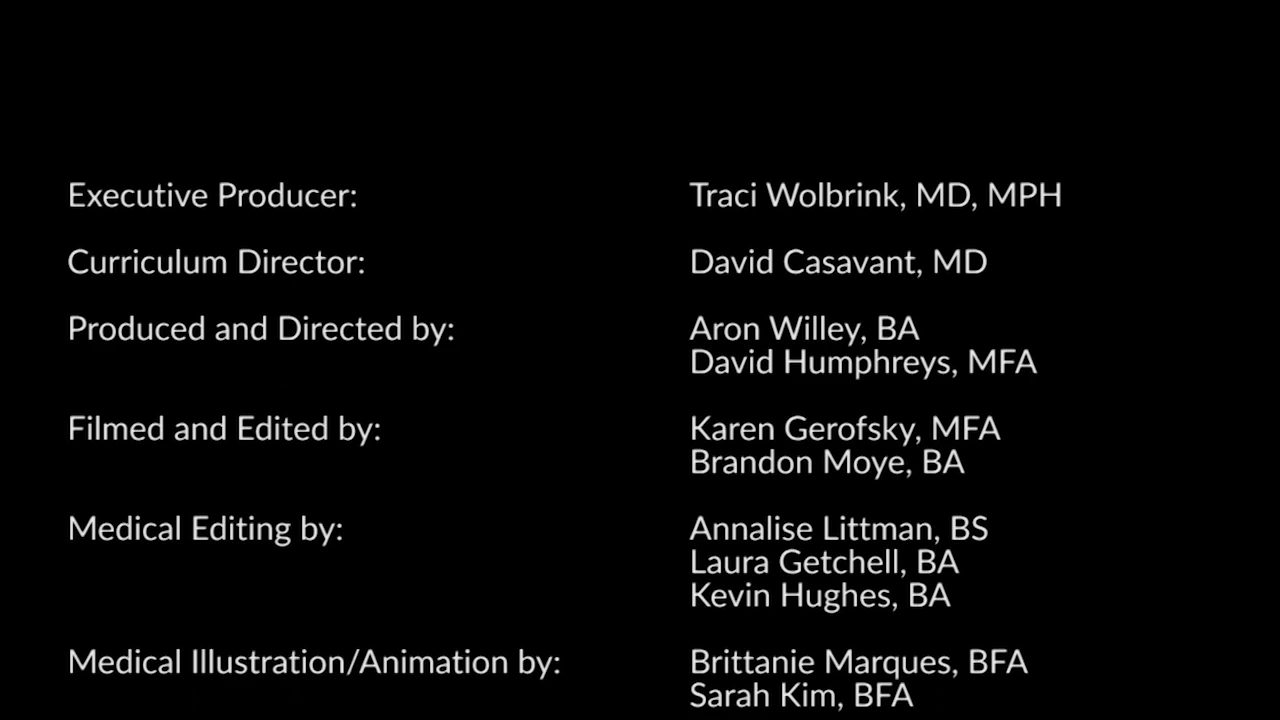 Executive Producer: Traci Wolbrink, MD, MPH
Curriculum Director: David Casavant, MD
Produced and Directed by: Aron Willey, BA
David Humphreys, MFA
Filmed and Edited by: Karen Gerofsky, MFA
Brandon Moye, BA
Medical Editing by: Annalise Littman, BS
Laura Getchell, BA
Kevin Hughes, BA
Medical Illustration/Animation by: Brittanie Marques, BFA
Sarah Kim, BFA